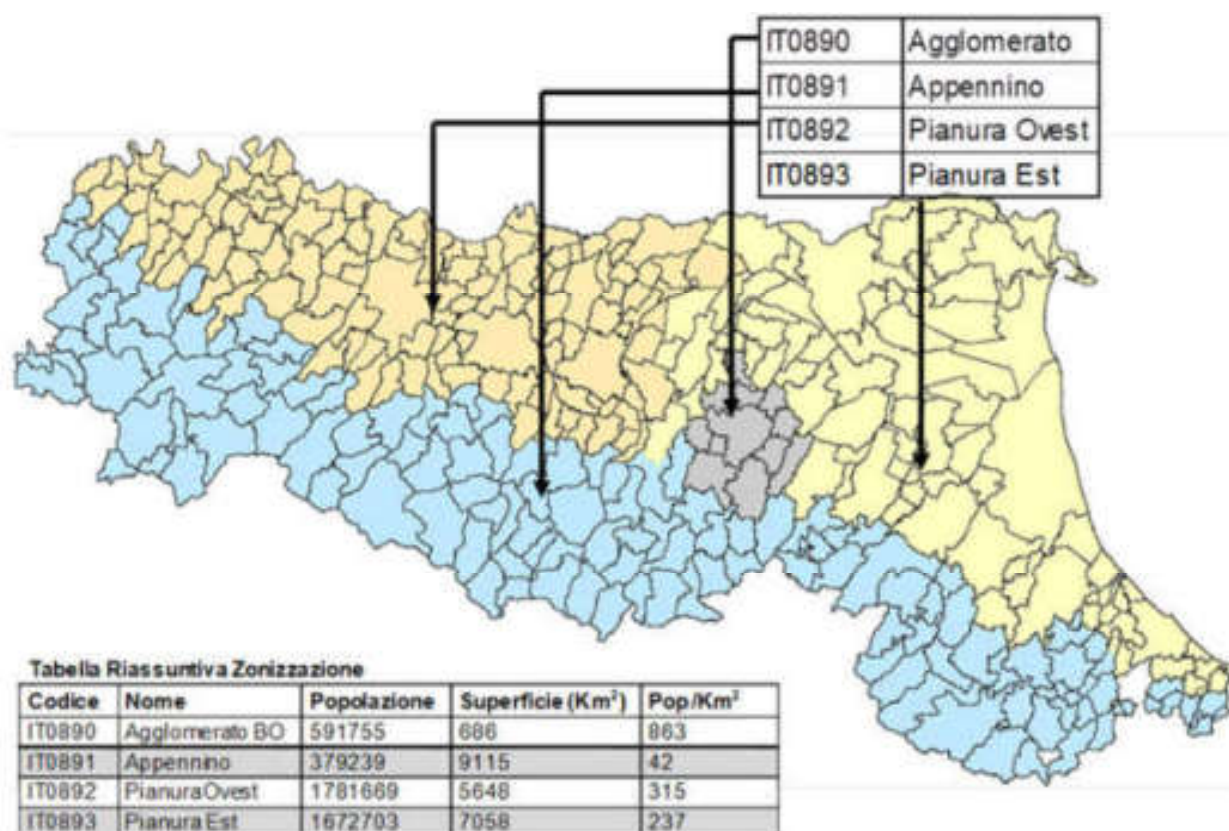 IT0890 Agglomerato
IT0891 Appennino
IT0892 Pianura Ovest
IT0893 Pianura Est
Tabella Riassuntiva Zonizzazione
Codice Nome Popolazione Superficie (Km²) Pop/Km²
IT0890 Agglomerato BO 591755 686 863
IT0891 Appennino 379239 9115 42
IT0892 Pianura Ovest 1781669 5648 315
IT0893 Pianura Est 1672703 7058 237